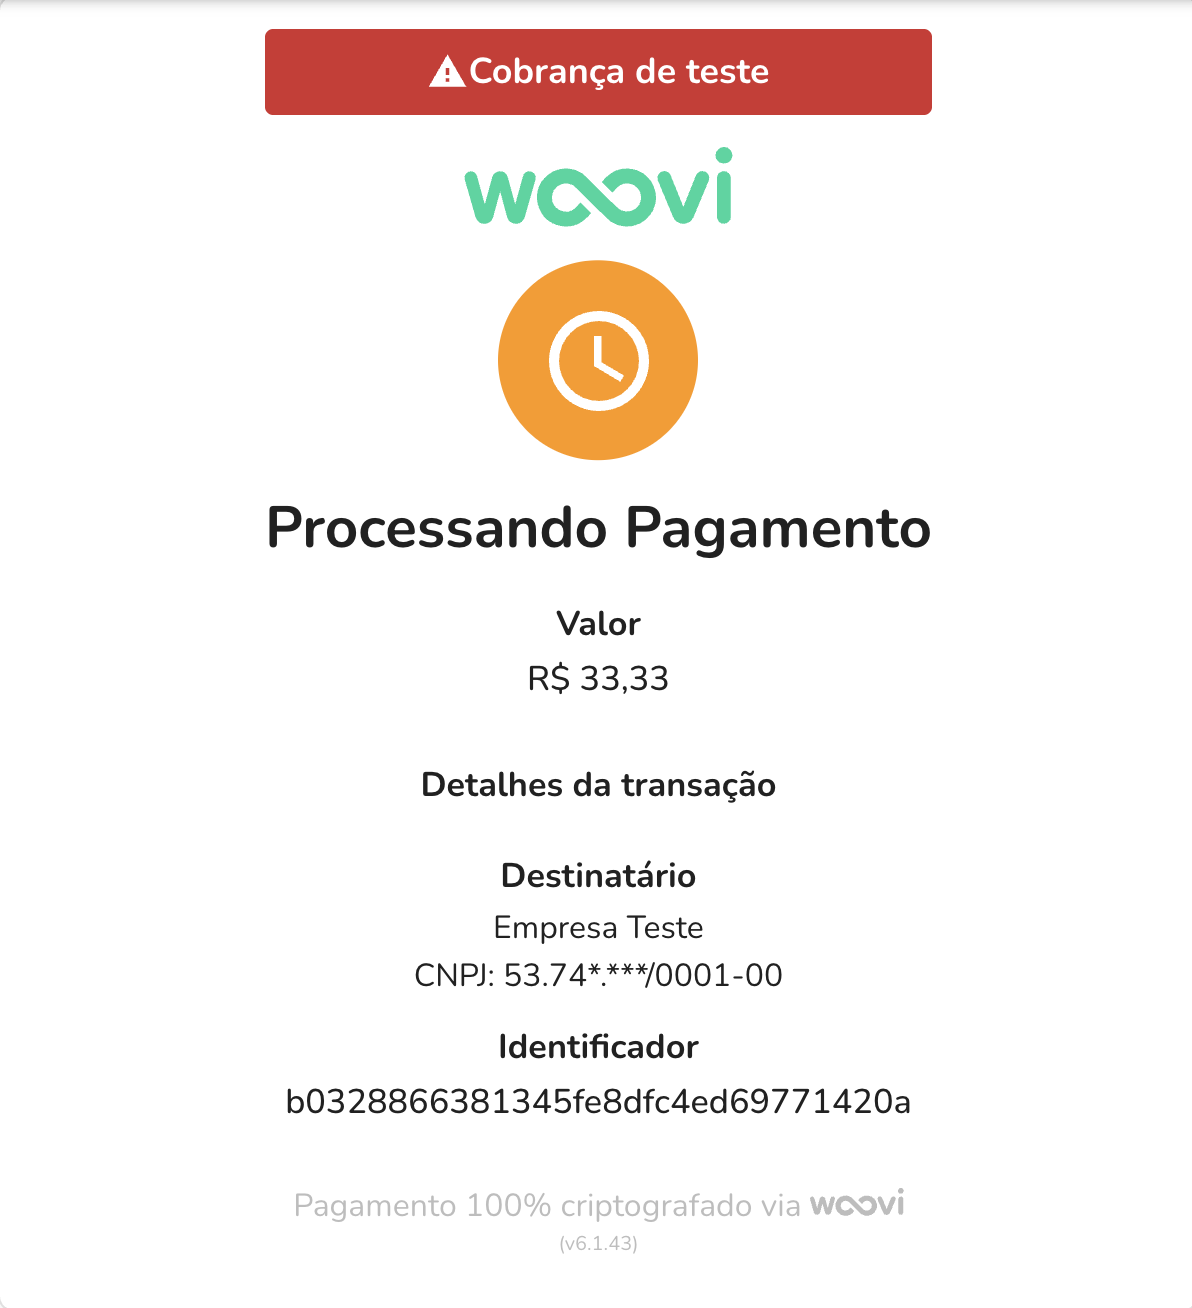 Cobrança de teste
woovi
Processando Pagamento
Valor
R$ 33,33
Detalhes da transação
Destinatário
Empresa Teste
CNPJ: 53.74*.***/0001-00
Identificador
b0328866381345fe8dfc4ed69771420a
Pagamento 100% criptografado via woovi
(v6.1.43)